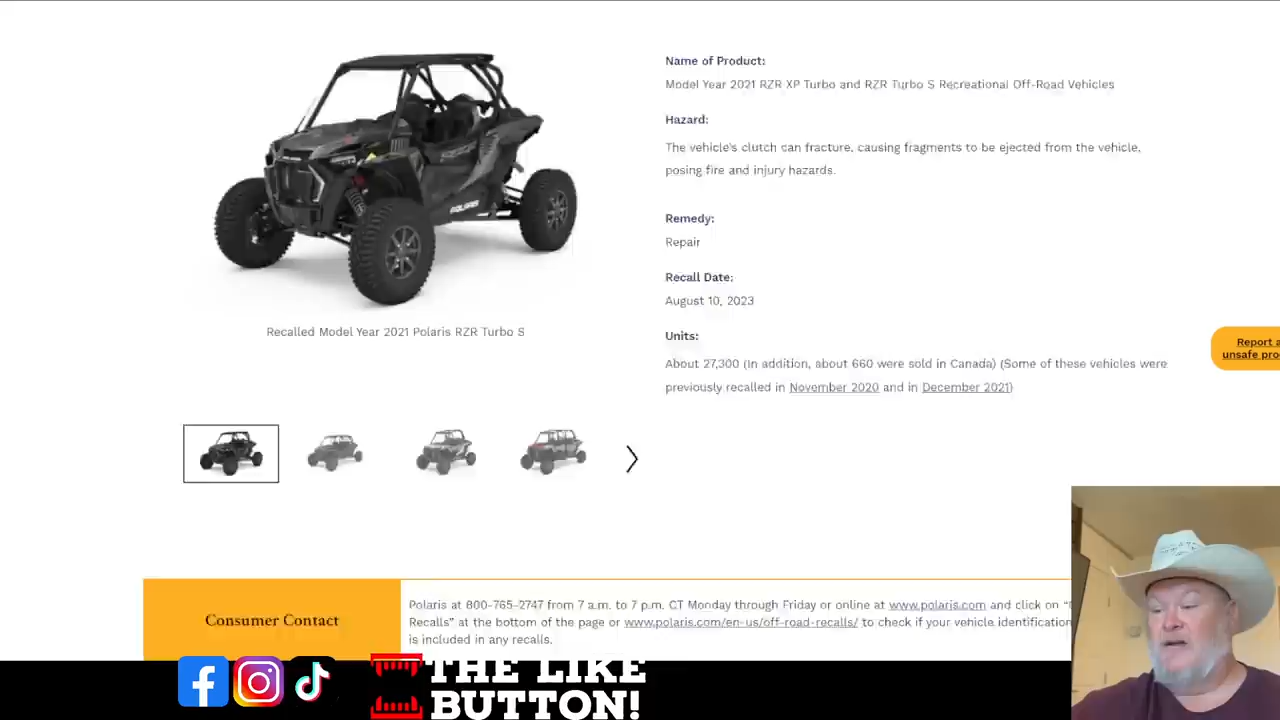 Name of Product:
Model Year 2021 RZR XP Turbo and RZR Turbo S Recreational Off-Road Vehicles
Hazard:
The vehicle's clutch can fracture, causing fragments to be ejected from the vehicle,
posing fire and injury hazards.
Remedy:
Repair
Recall Date:
August 10, 2023
POLARIS
Recalled Model Year 2021 Polaris RZR Turbo S
Units:
About 27,300 (In addition, about 660 were sold in Canada) (Some of these vehicles were
previously recalled in November 2020 and in December 2021)
Report a
unsafe pro
Consumer Contact
Polaris at 800-765-2747 from 7 a.m. to 7 p.m. CT Monday through Friday or online at www.polaris.com and click on "
Recalls" at the bottom of the page or www.polaris.com/en-us/off-road-recalls/ to check if your vehicle identification
is included in any recalls.
THE LIKE
BUTTON!